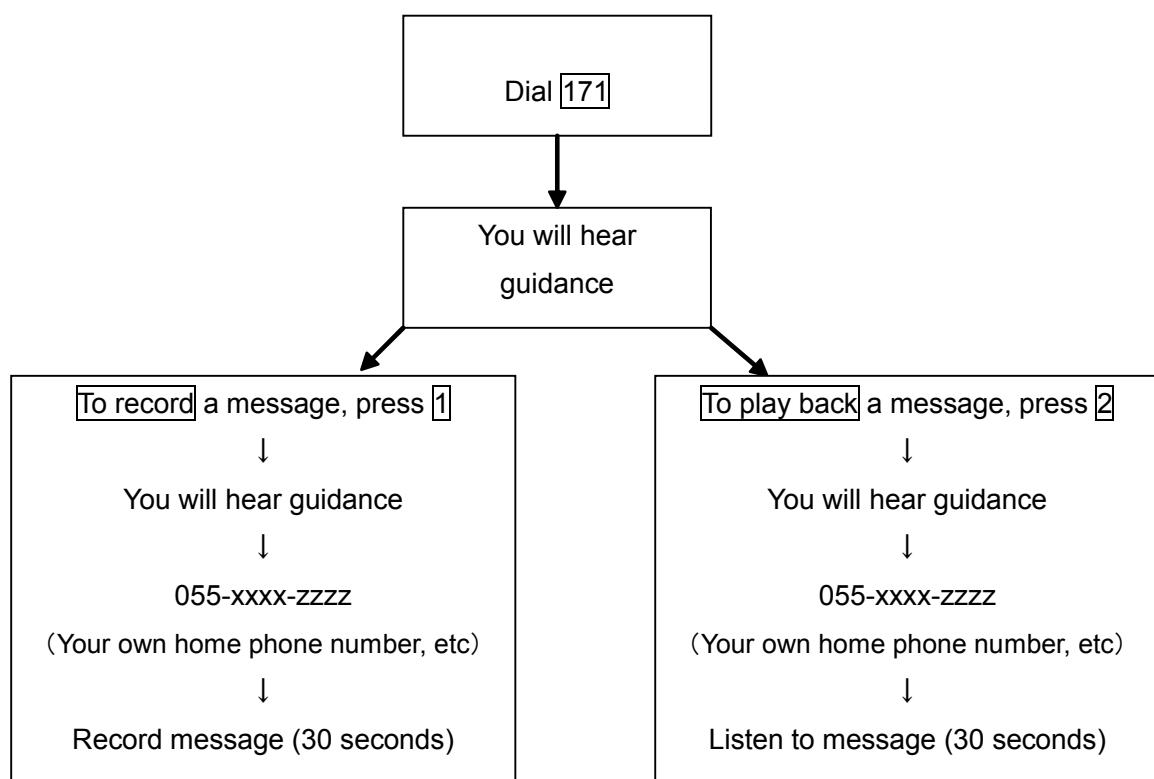 Dial 171
You will hear
guidance
To record a message, press 1
↓
You will hear guidance
↓
055-xxxx-zzzz
（Your own home phone number, etc）
↓
Record message (30 seconds)
To play back a message, press 2
↓
You will hear guidance
↓
055-xxxx-zzzz
（Your own home phone number, etc）
↓
Listen to message (30 seconds)